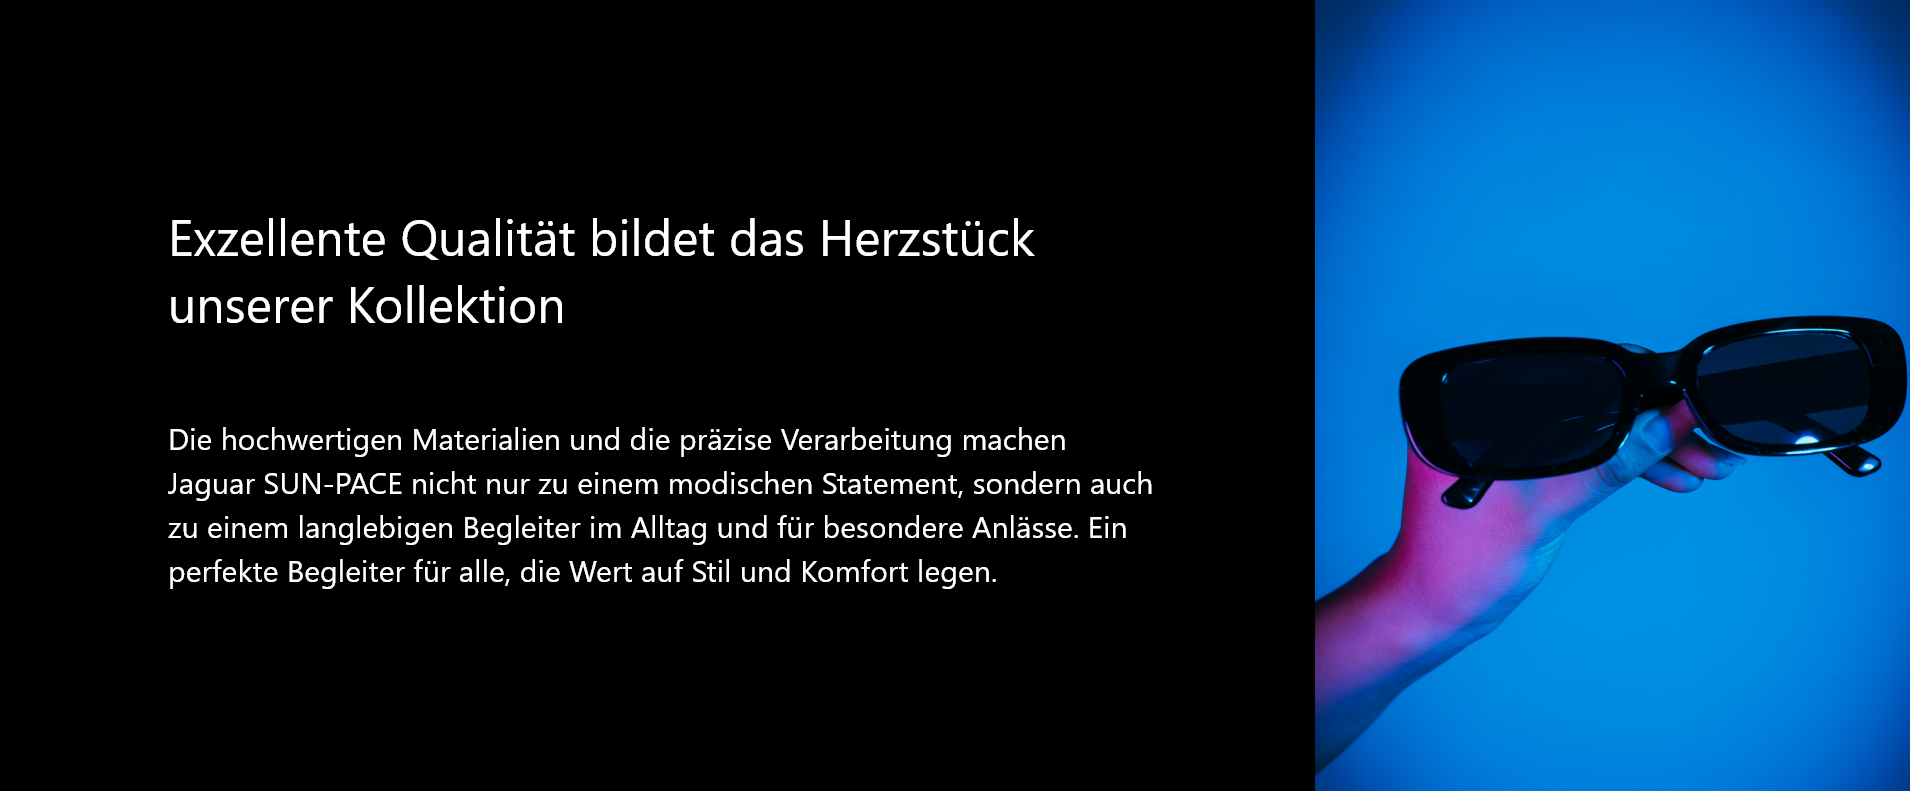 Exzellente Qualität bildet das Herzstück
unserer Kollektion
Die hochwertigen Materialien und die präzise Verarbeitung machen
Jaguar SUN-PACE nicht nur zu einem modischen Statement, sondern auch
zu einem langlebigen Begleiter im Alltag und für besondere Anlässe. Ein
perfekte Begleiter für alle, die Wert auf Stil und Komfort legen.